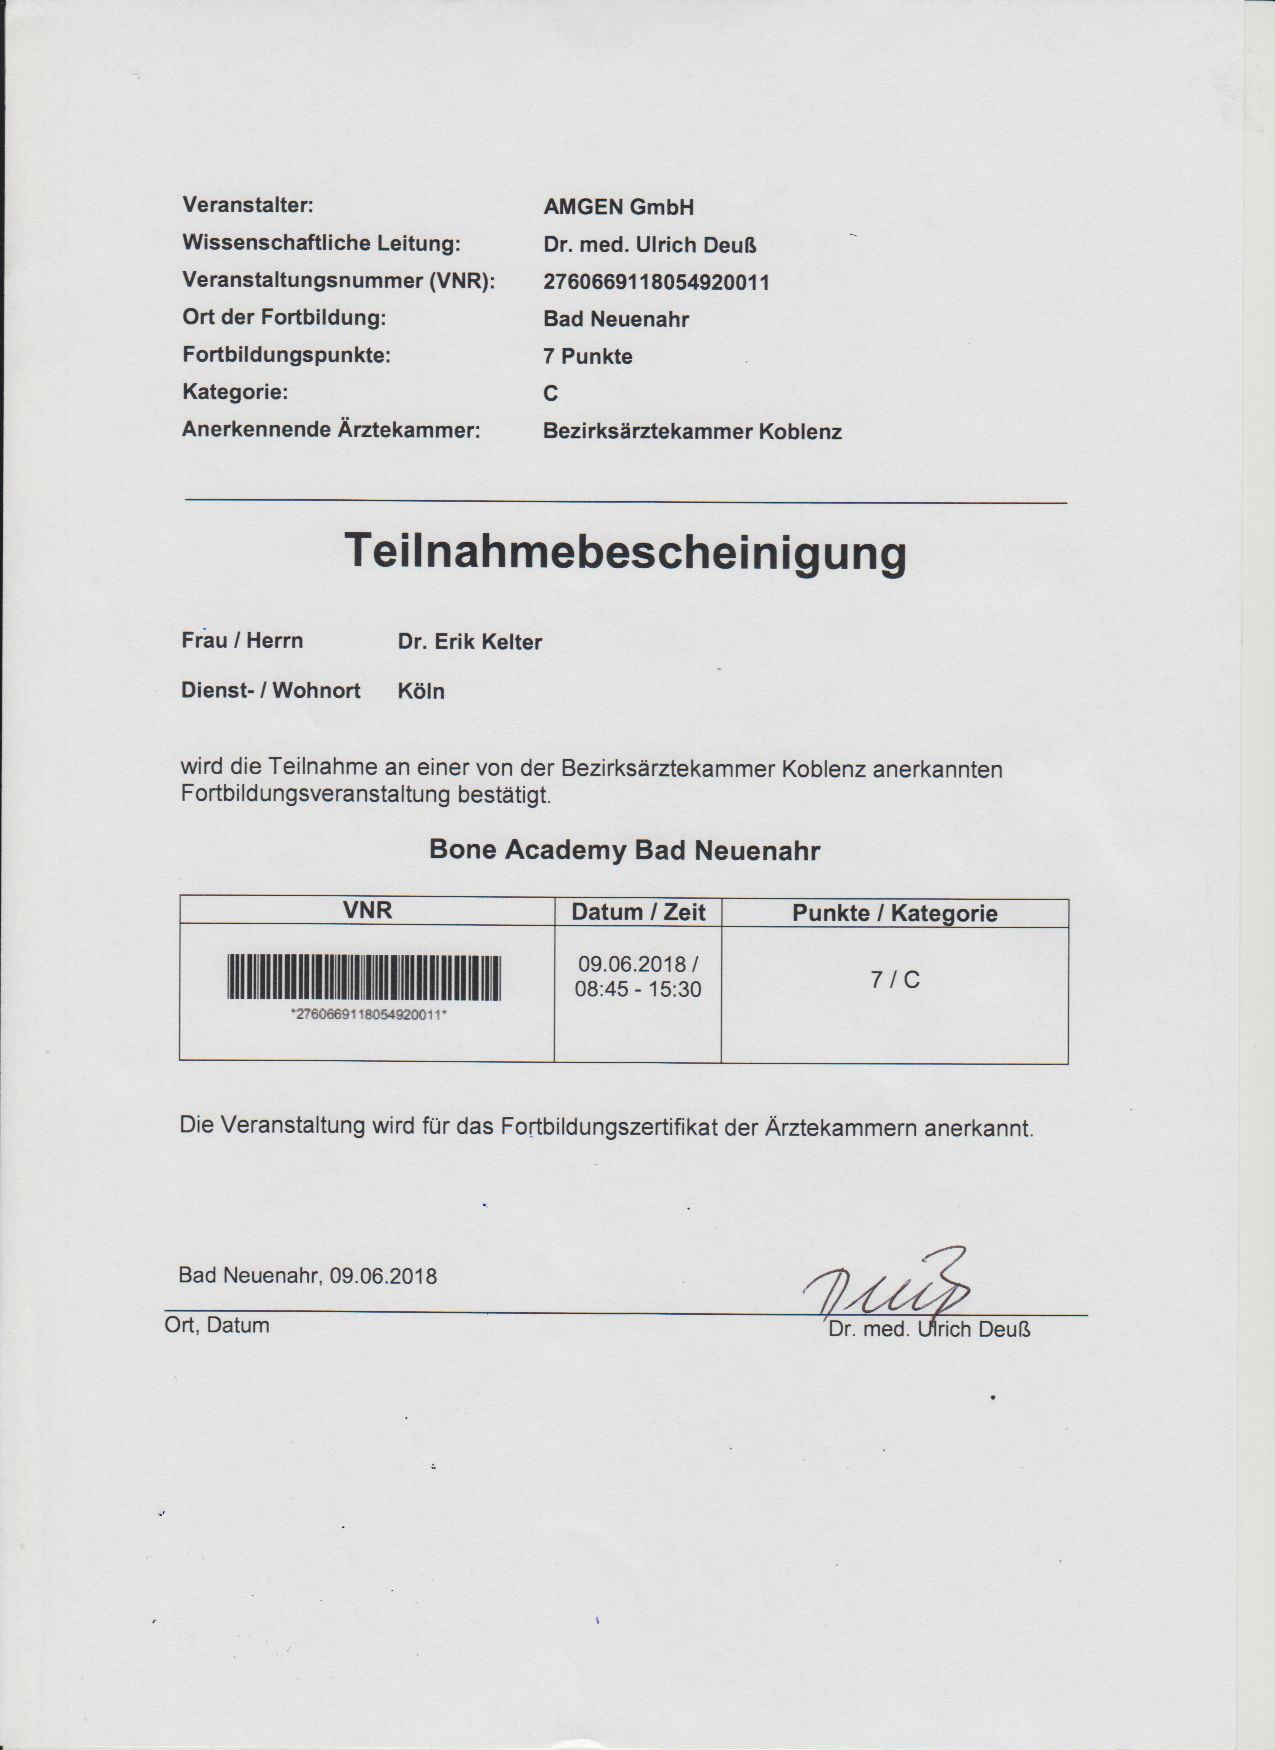 Veranstalter: AMGEN GmbH
Wissenschaftliche Leitung: Dr. med. Ulrich Deuß
Veranstaltungsnummer (VNR): 2760669118054920011
Ort der Fortbildung: Bad Neuenahr
Fortbildungspunkte: 7 Punkte
Kategorie: C
Anerkennende Ärztekammer: Bezirksärztekammer Koblenz
Teilnahmebescheinigung
Frau / Herrn Dr. Erik Kelter
Dienst- / Wohnort Köln
wird die Teilnahme an einer von der Bezirksärztekammer Koblenz anerkannten
Fortbildungsveranstaltung bestätigt.
Bone Academy Bad Neuenahr
VNR Datum / Zeit Punkte / Kategorie
09.06.2018 /
08:45 - 15:30
7 / C
*2760669118054920011*
Die Veranstaltung wird für das Fortbildungszertifikat der Ärztekammern anerkannt.
Bad Neuenahr, 09.06.2018
Deuß
Ort, Datum
Dr. med. Ulrich Deuß